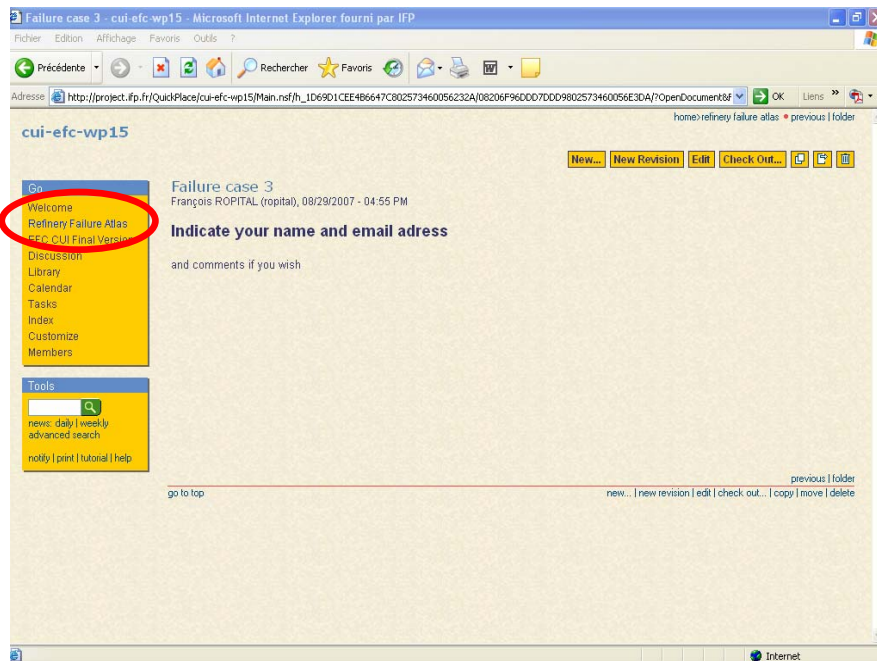 Failure case 3 - cui-efc-wp15 - Microsoft Internet Explorer fourni par IFP
Fichier Edition Affichage Favoris Outils ?
Précédente Rechercher Favoris
Adresse http://project.ifp.fr/QuickPlace/cui-efc-wp15/Main.nsf/h_1D69D1CEE4B6647C802573460056232A/08206F96DDD7DDD9802573460056E3DA/?OpenDocument&f OK Liens »
home>refinery failure atlas • previous | folder
cui-efc-wp15
New... New Revision Edit Check Out...
Go
Welcome
Refinery Failure Atlas
EFC CUI Final Version
Discussion
Library
Calendar
Tasks
Index
Customize
Members
Failure case 3
François ROPITAL (ropital), 08/29/2007 - 04:55 PM
Indicate your name and email adress
and comments if you wish
Tools
news: daily | weekly
advanced search
notify | print | tutorial | help
previous | folder
go to top new... | new revision | edit | check out... | copy | move | delete
Internet